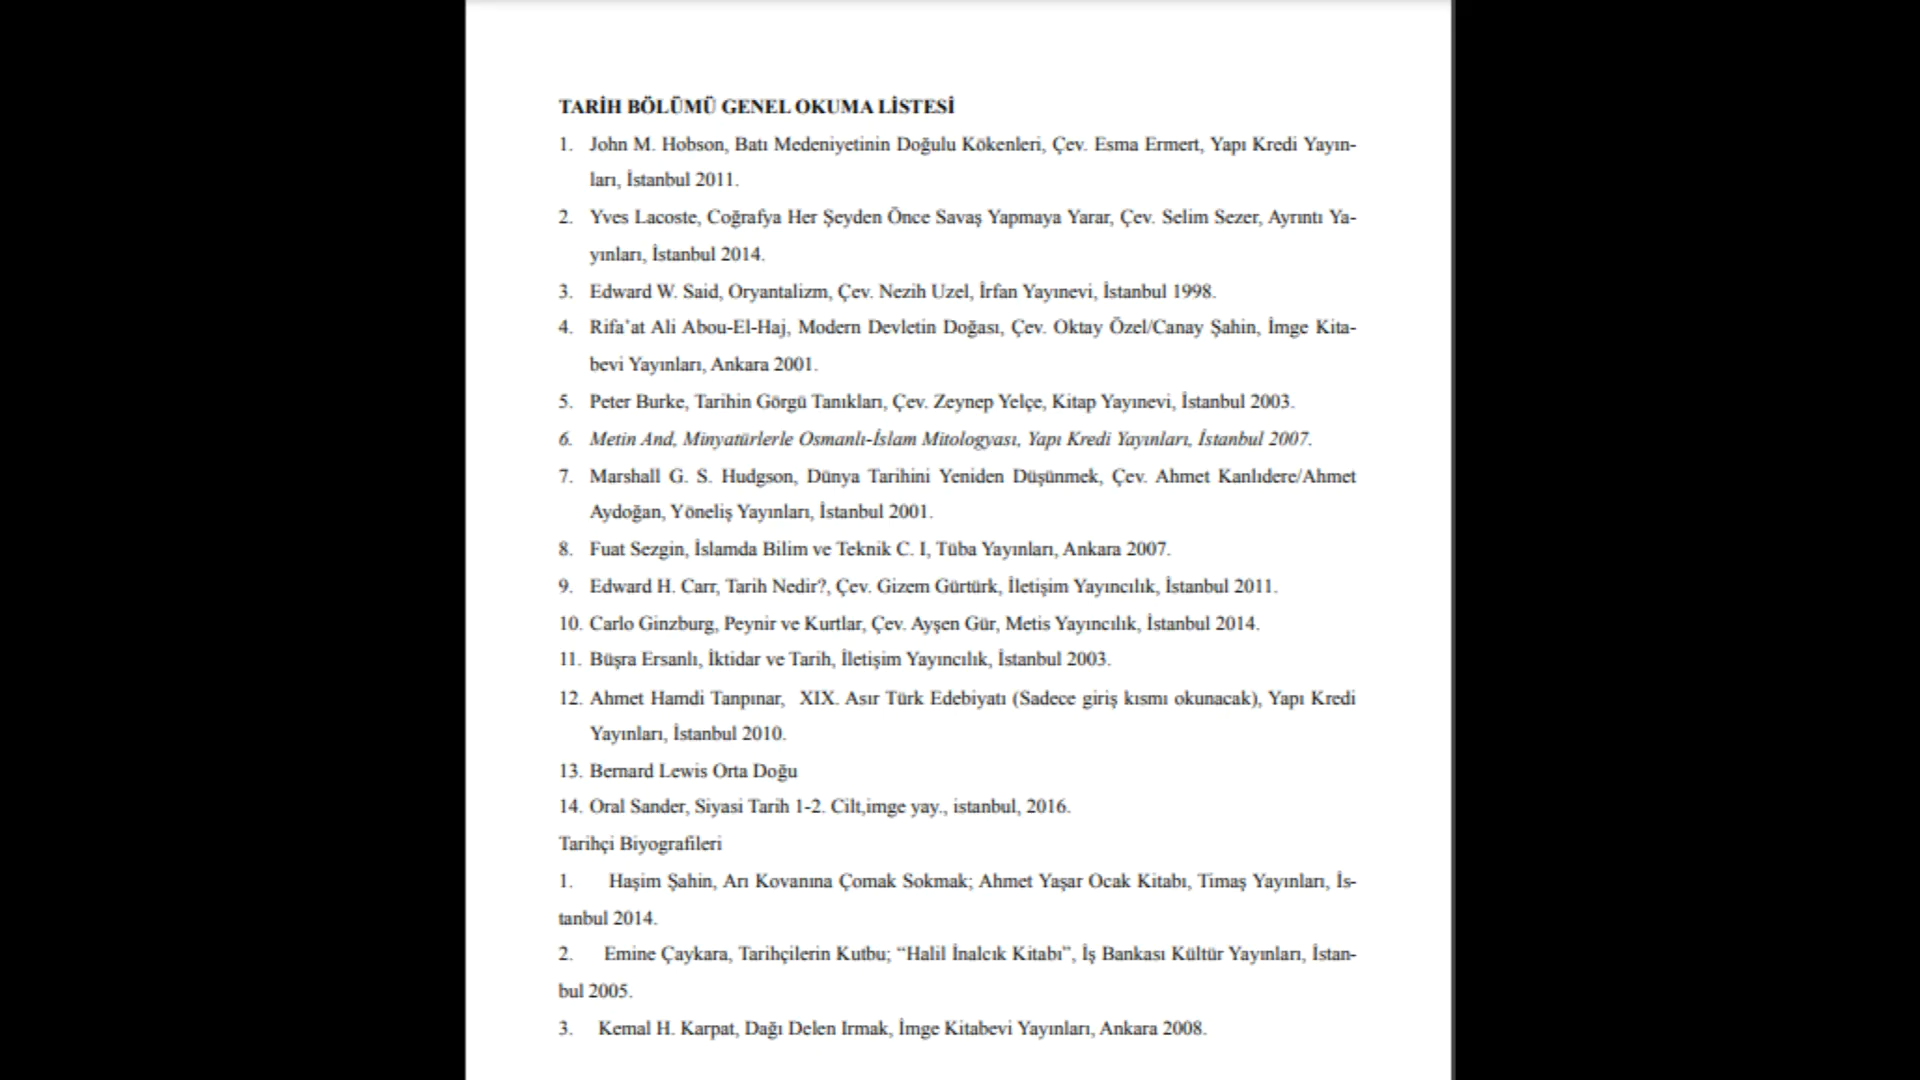 TARİH BÖLÜMÜ GENEL OKUMA LİSTESİ
1. John M. Hobson, Batı Medeniyetinin Doğulu Kökenleri, Çev. Esma Ermert, Yapı Kredi Yayın-
ları, İstanbul 2011.
2. Yves Lacoste, Coğrafya Her Şeyden Önce Savaş Yapmaya Yarar, Çev. Selim Sezer, Ayrıntı Ya-
yınları, İstanbul 2014.
3. Edward W. Said, Oryantalizm, Çev. Nezih Uzel, İrfan Yayınevi, İstanbul 1998.
4. Rifa'at Ali Abou-El-Haj, Modern Devletin Doğası, Çev. Oktay Özel/Canay Şahin, İmge Kita-
bevi Yayınları, Ankara 2001.
5. Peter Burke, Tarihin Görgü Tanıkları, Çev. Zeynep Yelçe, Kitap Yayınevi, İstanbul 2003.
6. Metin And, Minyatürlerle Osmanlı-İslam Mitologyası, Yapı Kredi Yayınları, İstanbul 2007.
7. Marshall G. S. Hudgson, Dünya Tarihini Yeniden Düşünmek, Çev. Ahmet Kanlıdere/Ahmet
Aydoğan, Yöneliş Yayınları, İstanbul 2001.
8. Fuat Sezgin, İslamda Bilim ve Teknik C. I, Tüba Yayınları, Ankara 2007.
9. Edward H. Carr, Tarih Nedir?, Çev. Gizem Gürtürk, İletişim Yayıncılık, İstanbul 2011.
10. Carlo Ginzburg, Peynir ve Kurtlar, Çev. Ayşen Gür, Metis Yayıncılık, İstanbul 2014.
11. Büşra Ersanlı, İktidar ve Tarih, İletişim Yayıncılık, İstanbul 2003.
12. Ahmet Hamdi Tanpınar, XIX. Asır Türk Edebiyatı (Sadece giriş kısmı okunacak), Yapı Kredi
Yayınları, İstanbul 2010.
13. Bernard Lewis Orta Doğu
14. Oral Sander, Siyasi Tarih 1-2. Cilt,imge yay., istanbul, 2016.
Tarihçi Biyografileri
1. Haşim Şahin, Arı Kovanına Çomak Sokmak; Ahmet Yaşar Ocak Kitabı, Timaş Yayınları, İs-
tanbul 2014.
2. Emine Çaykara, Tarihçilerin Kutbu; “Halil İnalcık Kitabı”, İş Bankası Kültür Yayınları, İstan-
bul 2005.
3. Kemal H. Karpat, Dağı Delen Irmak, İmge Kitabevi Yayınları, Ankara 2008.